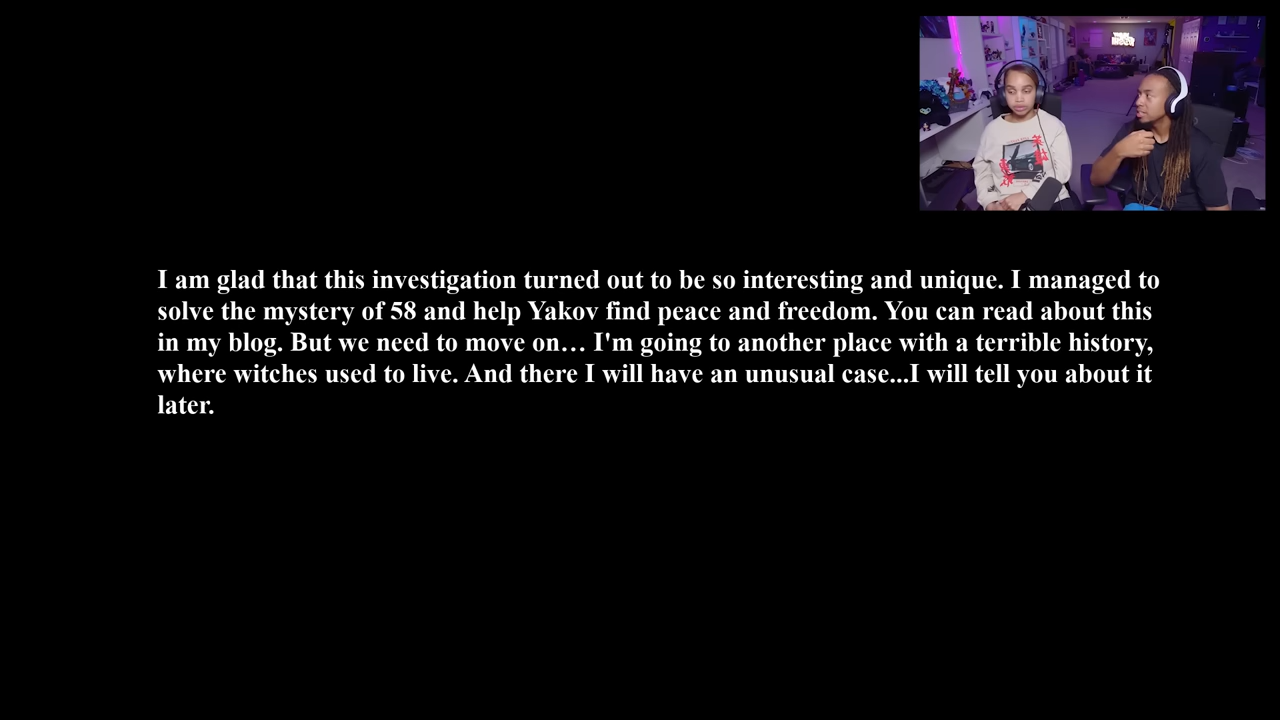 I am glad that this investigation turned out to be so interesting and unique. I managed to
solve the mystery of 58 and help Yakov find peace and freedom. You can read about this
in my blog. But we need to move on… I'm going to another place with a terrible history,
where witches used to live. And there I will have an unusual case...I will tell you about it
later.